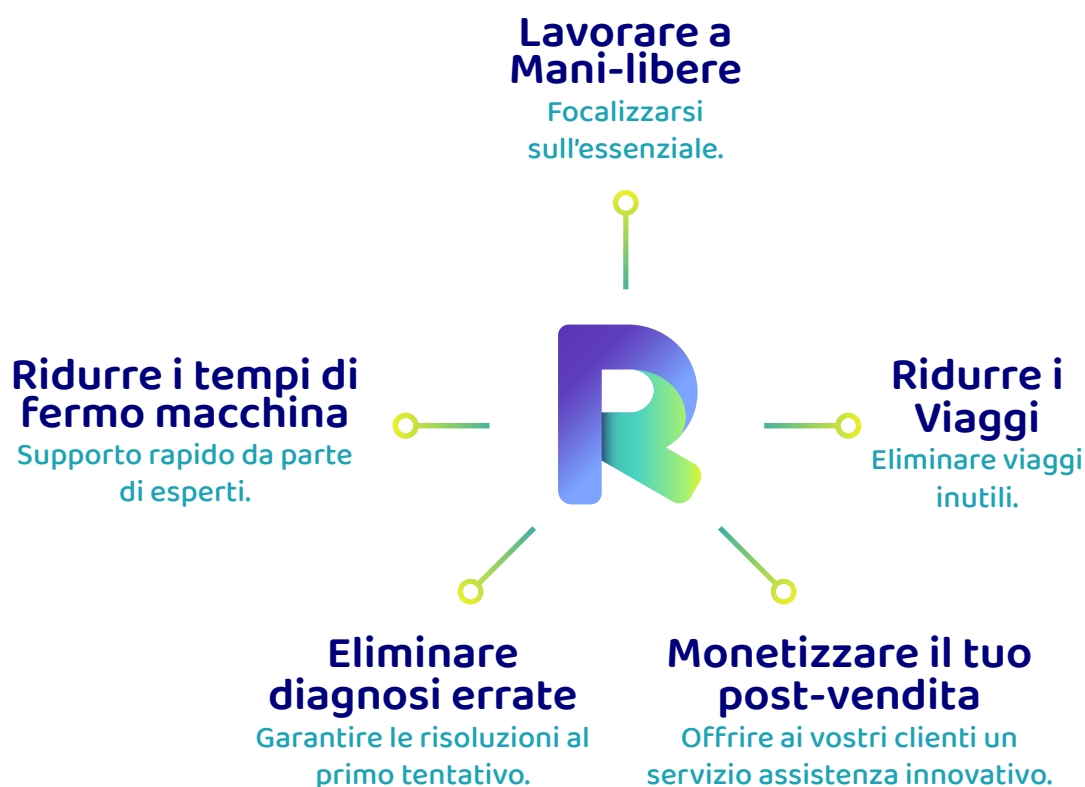 Lavorare a
Mani-libere
Focalizzarsi
sull'essenziale.
Ridurre i tempi di
fermo macchina
Supporto rapido da parte
di esperti.
R
Ridurre i
Viaggi
Eliminare viaggi
inutili.
Eliminare
diagnosi errate
Garantire le risoluzioni al
primo tentativo.
Monetizzare il tuo
post-vendita
Offrire ai vostri clienti un
servizio assistenza innovativo.